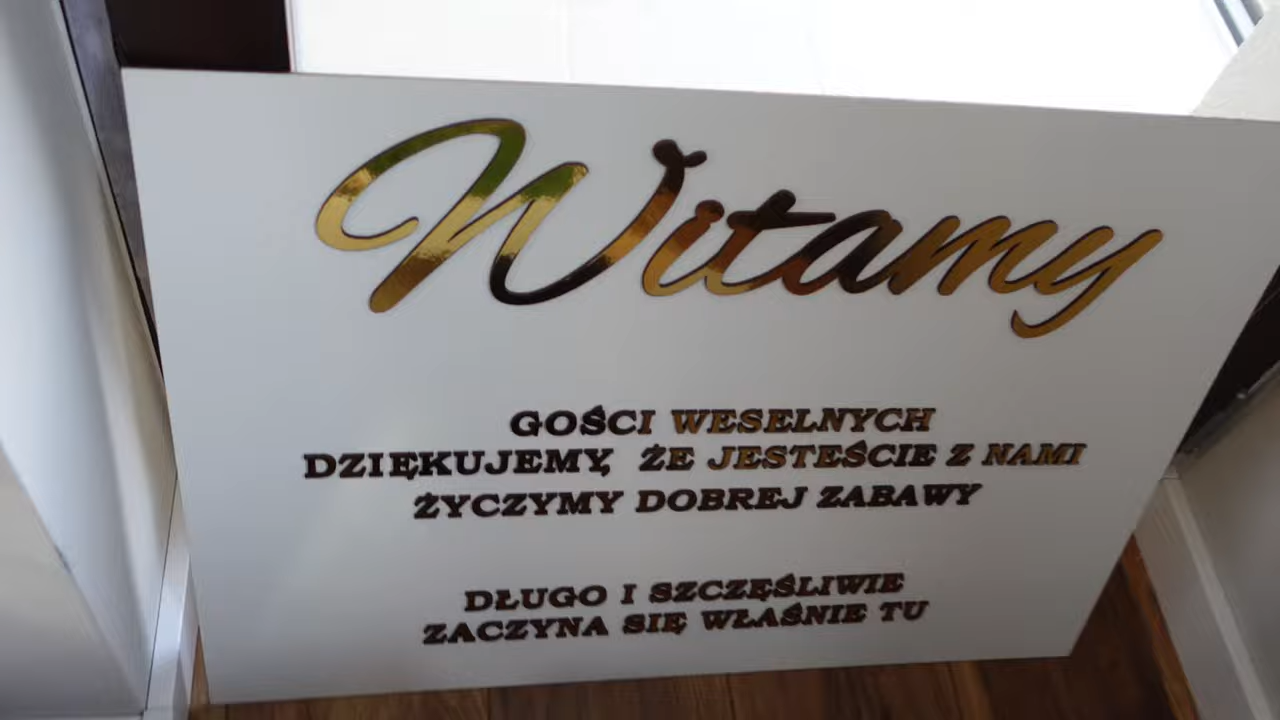 Witamy
GOŚCI WESELNYCH
DZIĘKUJEMY, ŻE JESTEŚCIE Z NAMI
ŻYCZYMY DOBREJ ZABAWY
DŁUGO I SZCZĘŚLIWIE
ZACZYNA SIĘ WŁAŚNIE TU